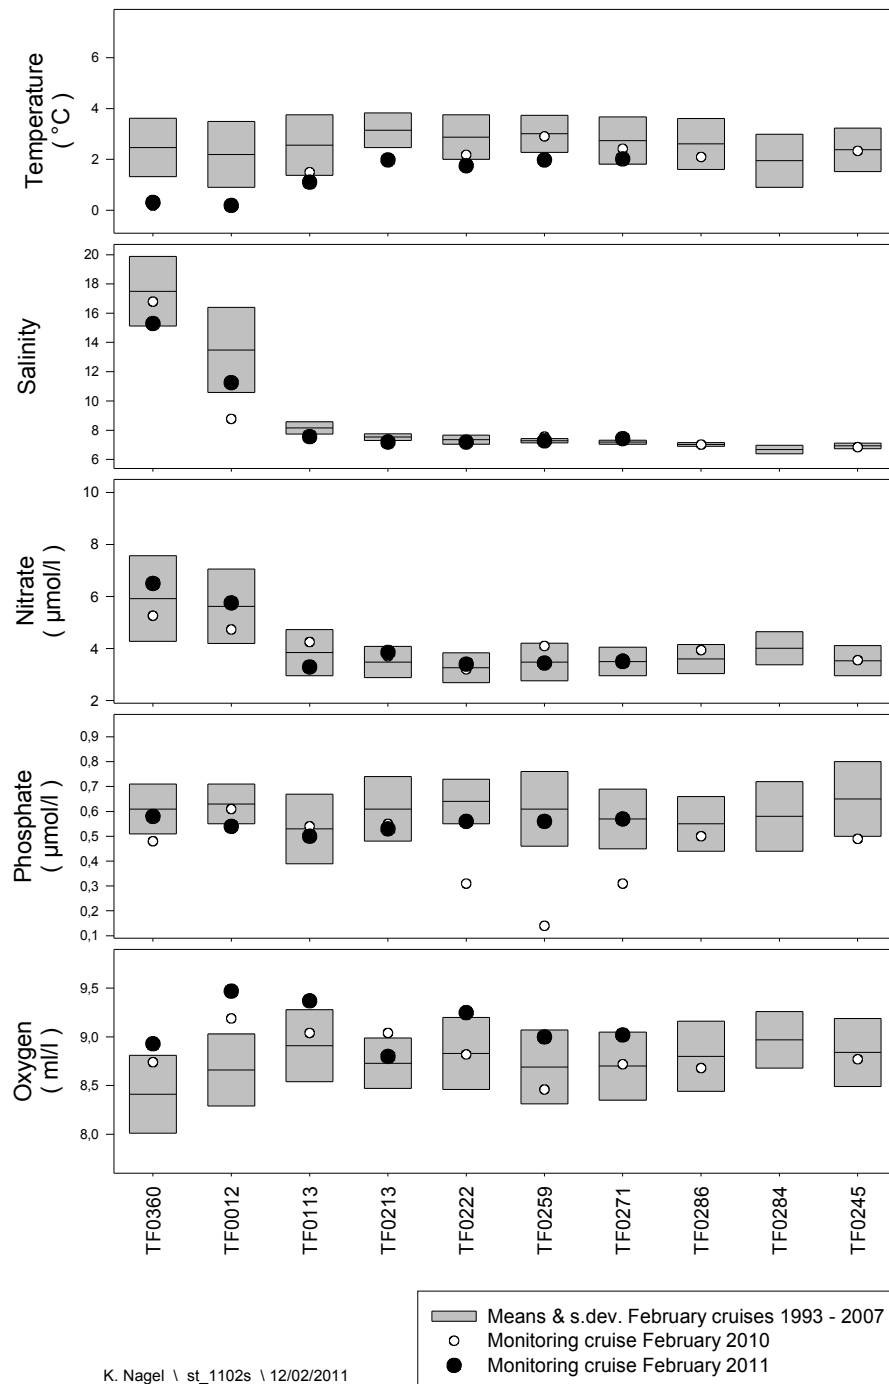 Temperature
( °C )
6
4
2
0
Salinity
20
18
16
14
12
10
8
6
Nitrate
( µmol/l )
10
8
6
4
2
Phosphate
( µmol/l )
0,9
0,8
0,7
0,6
0,5
0,4
0,3
0,2
0,1
Oxygen
( ml/l )
9,5
9,0
8,5
8,0
TF0360
TF0012
TF0113
TF0213
TF0222
TF0259
TF0271
TF0286
TF0284
TF0245
Means & s.dev. February cruises 1993 - 2007
Monitoring cruise February 2010
Monitoring cruise February 2011
K. Nagel \ st_1102s \ 12/02/2011